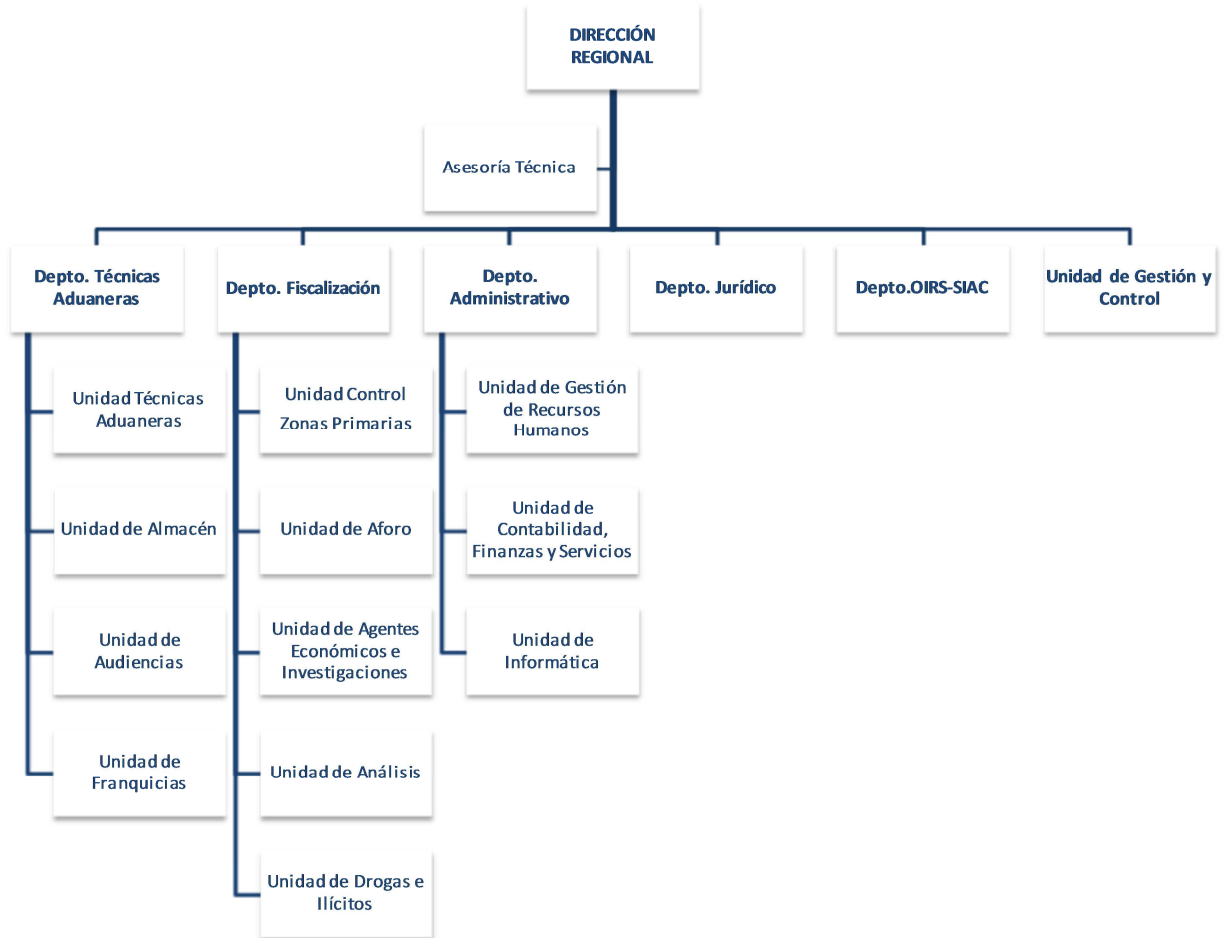 DIRECCIÓN
REGIONAL
Asesoría Técnica
Depto. Técnicas
Aduaneras
Depto. Fiscalización
Depto.
Administrativo
Depto. Jurídico
Depto.OIRS-SIAC
Unidad de Gestión y
Control
Unidad Técnicas
Aduaneras
Unidad de Almacén
Unidad de
Audiencias
Unidad de
Franquicias
Unidad Control
Zonas Primarias
Unidad de Aforo
Unidad de Agentes
Económicos e
Investigaciones
Unidad de Análisis
Unidad de Drogas e
Ilícitos
Unidad de Gestión
de Recursos
Humanos
Unidad de
Contabilidad,
Finanzas y Servicios
Unidad de
Informática